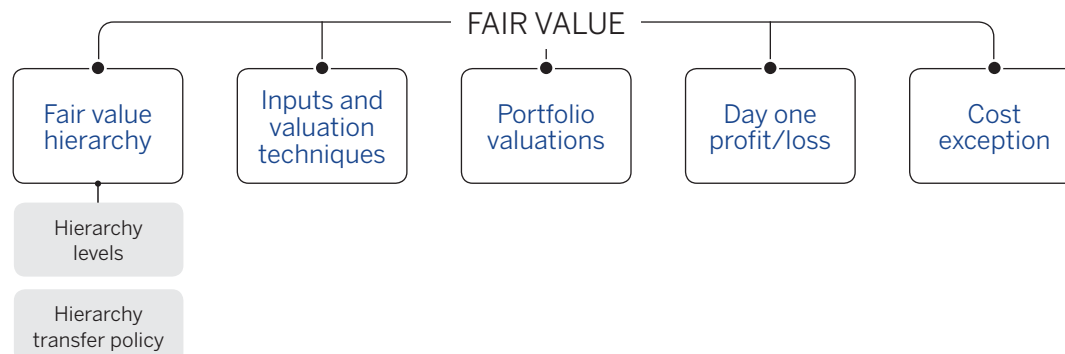 FAIR VALUE
Fair value
hierarchy
Inputs and
valuation
techniques
Portfolio
valuations
Day one
profit/loss
Cost
exception
Hierarchy
levels
Hierarchy
transfer policy